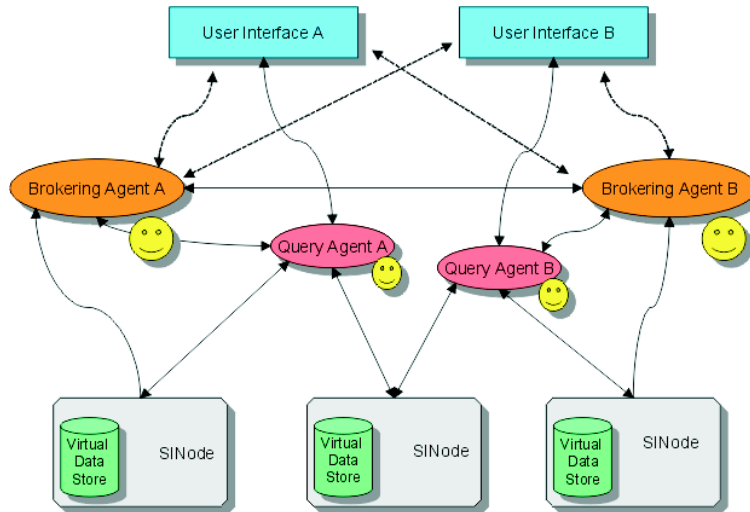 User Interface A
User Interface B
Brokering Agent A
Brokering Agent B
Query Agent A
Query Agent B
Virtual
Data
Store
SINode
Virtual
Data
Store
SINode
Virtual
Data
Store
SINode